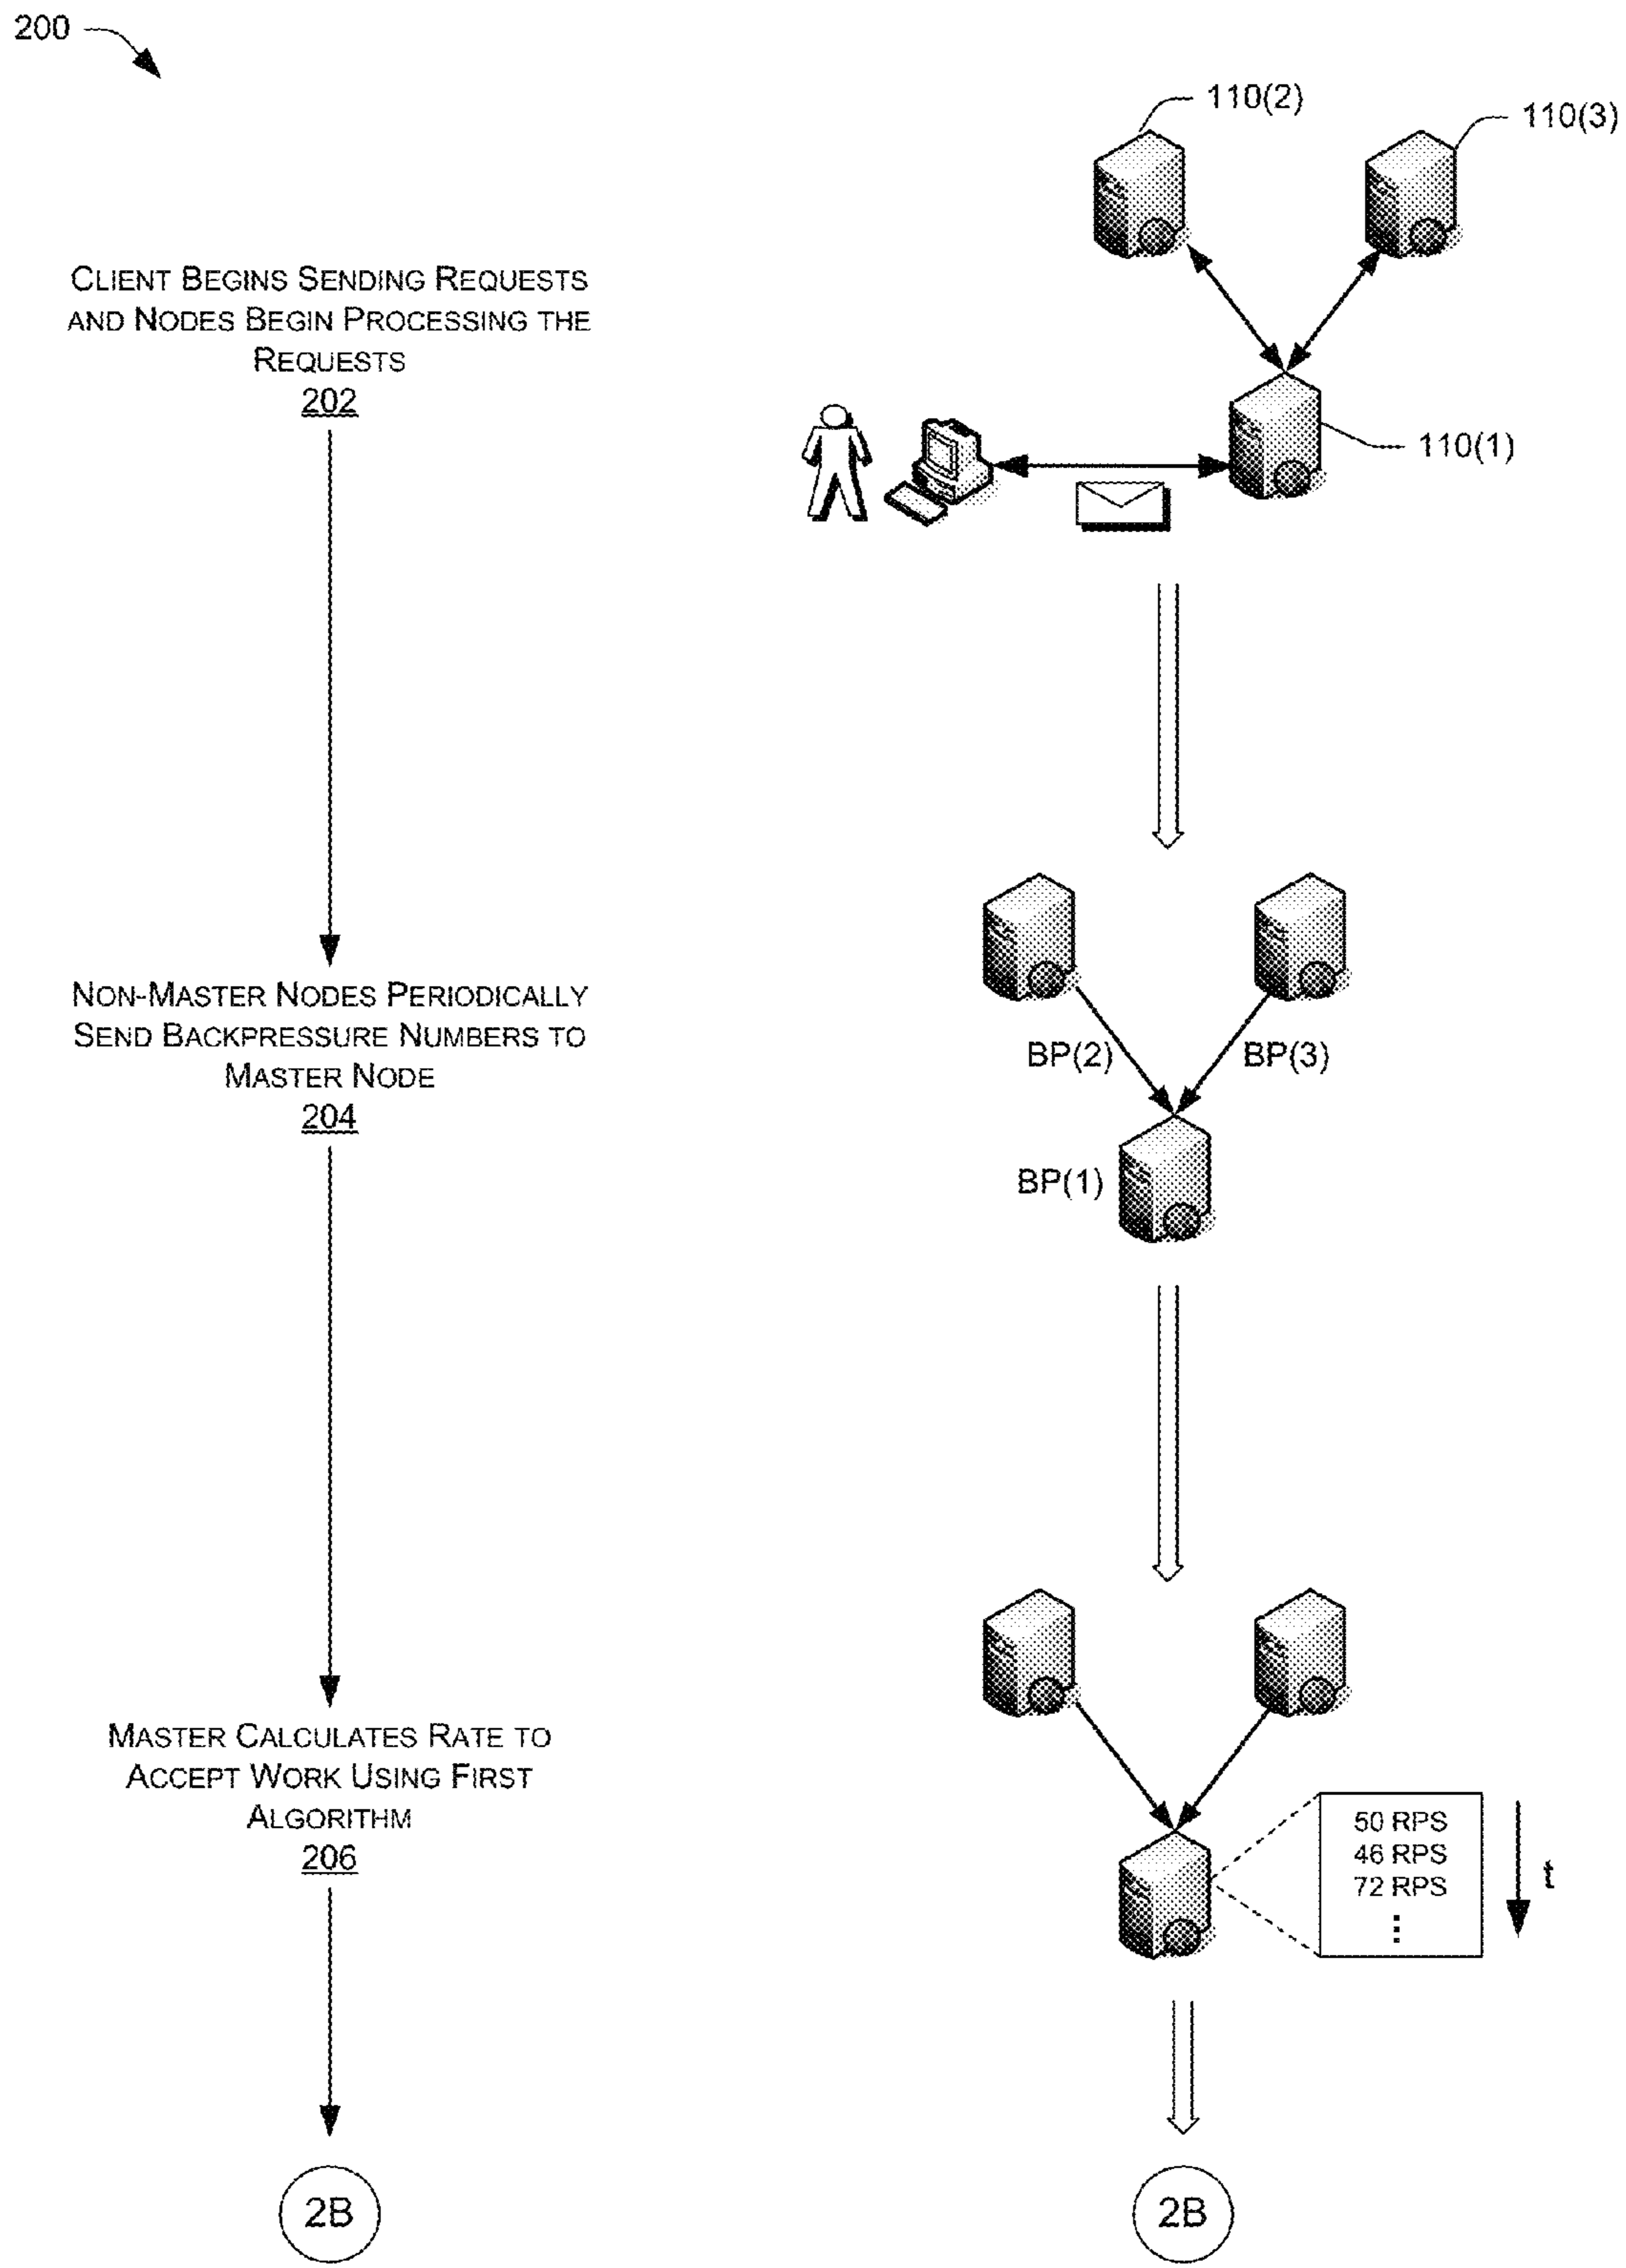 200
110(2)
110(3)
CLIENT BEGINS SENDING REQUESTS
AND NODES BEGIN PROCESSING THE
REQUESTS
202
110(1)
NON-MASTER NODES PERIODICALLY
SEND BACKPRESSURE NUMBERS TO
MASTER NODE
204
BP(2)
BP(3)
BP(1)
MASTER CALCULATES RATE TO
ACCEPT WORK USING FIRST
ALGORITHM
206
50 RPS
46 RPS
72 RPS
⋮
t
2B
2B